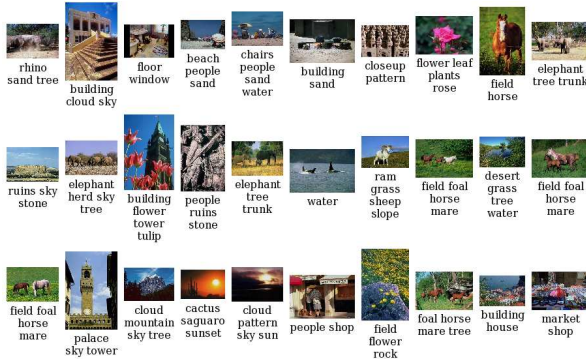 rhino
sand tree
building
cloud sky
floor
window
beach
people
sand
chairs
people
sand
water
building
sand
closeup
pattern
flower leaf
plants
rose
field
horse
elephant
tree trunk
ruins sky
stone
elephant
herd sky
tree
building
flower
tower
tulip
people
ruins
stone
elephant
tree
trunk
water
ram
grass
sheep
slope
field foal
horse
mare
desert
grass
tree
water
field foal
horse
mare
field foal
horse
mare
palace
sky tower
cloud
mountain
sky tree
cactus
saguaro
sunset
cloud
pattern
sky sun
people shop
field
flower
rock
foal horse
mare tree
building
house
market
shop